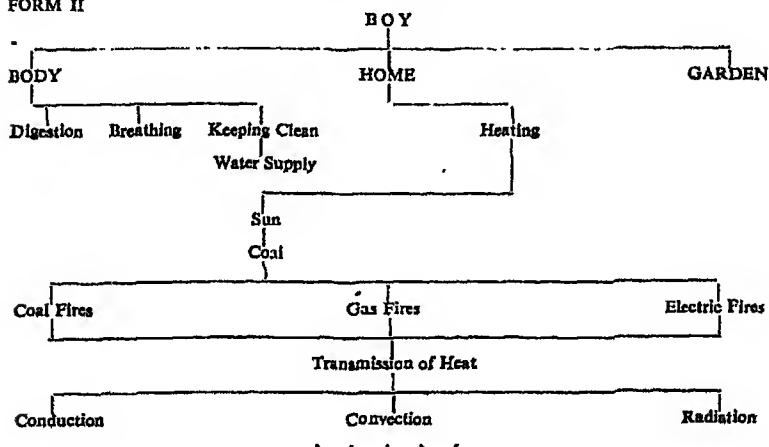 FORM II
BOY
BODY HOME GARDEN
Digestion Breathing Keeping Clean Heating
Water Supply
Sun
Coal
Coal Fires Gas Fires Electric Fires
Transmission of Heat
Conduction Convection Radiation